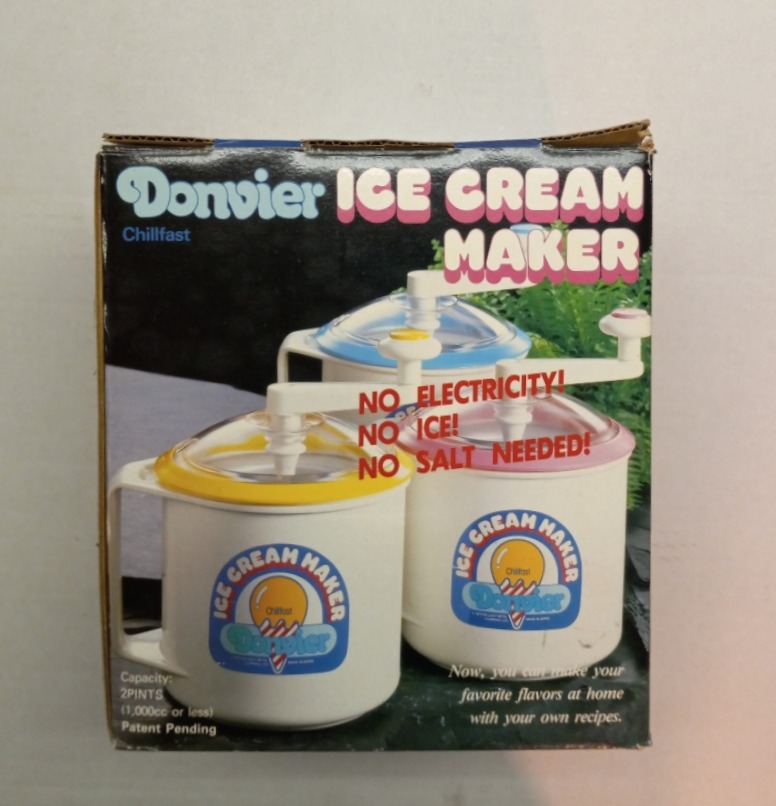 Donvier ICE CREAM
MAKER
Chillfast
NO ELECTRICITY!
NO ICE!
NO SALT NEEDED!
ICE CREAM MAKER
Chillfast
Donvier
ICE CREAM MAKER
Chillfast
Donvier
Capacity:
2PINTS
(1,000cc or less)
Patent Pending
Now, you can make your
favorite flavors at home
with your own recipes.